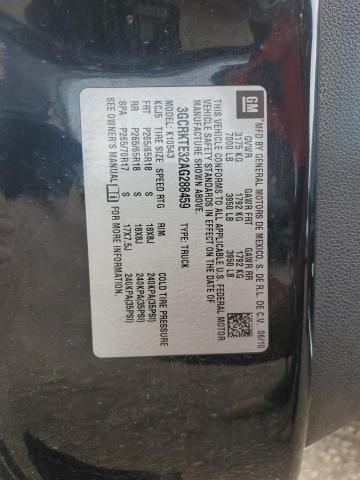 GM
*MFD BY GENERAL MOTORS DE MEXICO, S. DE R.L. DE C.V. 06/10
GVWR GAWR FRT GAWR RR
3175 KG 1792 KG 1792 KG
7000 LB 3950 LB 3950 LB
THIS VEHICLE CONFORMS TO ALL APPLICABLE U.S. FEDERAL MOTOR
VEHICLE SAFETY STANDARDS IN EFFECT ON THE DATE OF
MANUFACTURE SHOWN ABOVE.
3GCRKTE32AG288459 TYPE: TRUCK
MODEL: K10543
KCJ5 TIRE SIZE SPEED RTG RIM COLD TIRE PRESSURE
FRT P265/65R18 S 18X8J 240KPA(35PSI)
RR P265/65R18 S 18X8J 240KPA(35PSI)
SPA P265/70R17 S 17X7.5J 240KPA(35PSI)
SEE OWNER'S MANUAL FOR MORE INFORMATION.